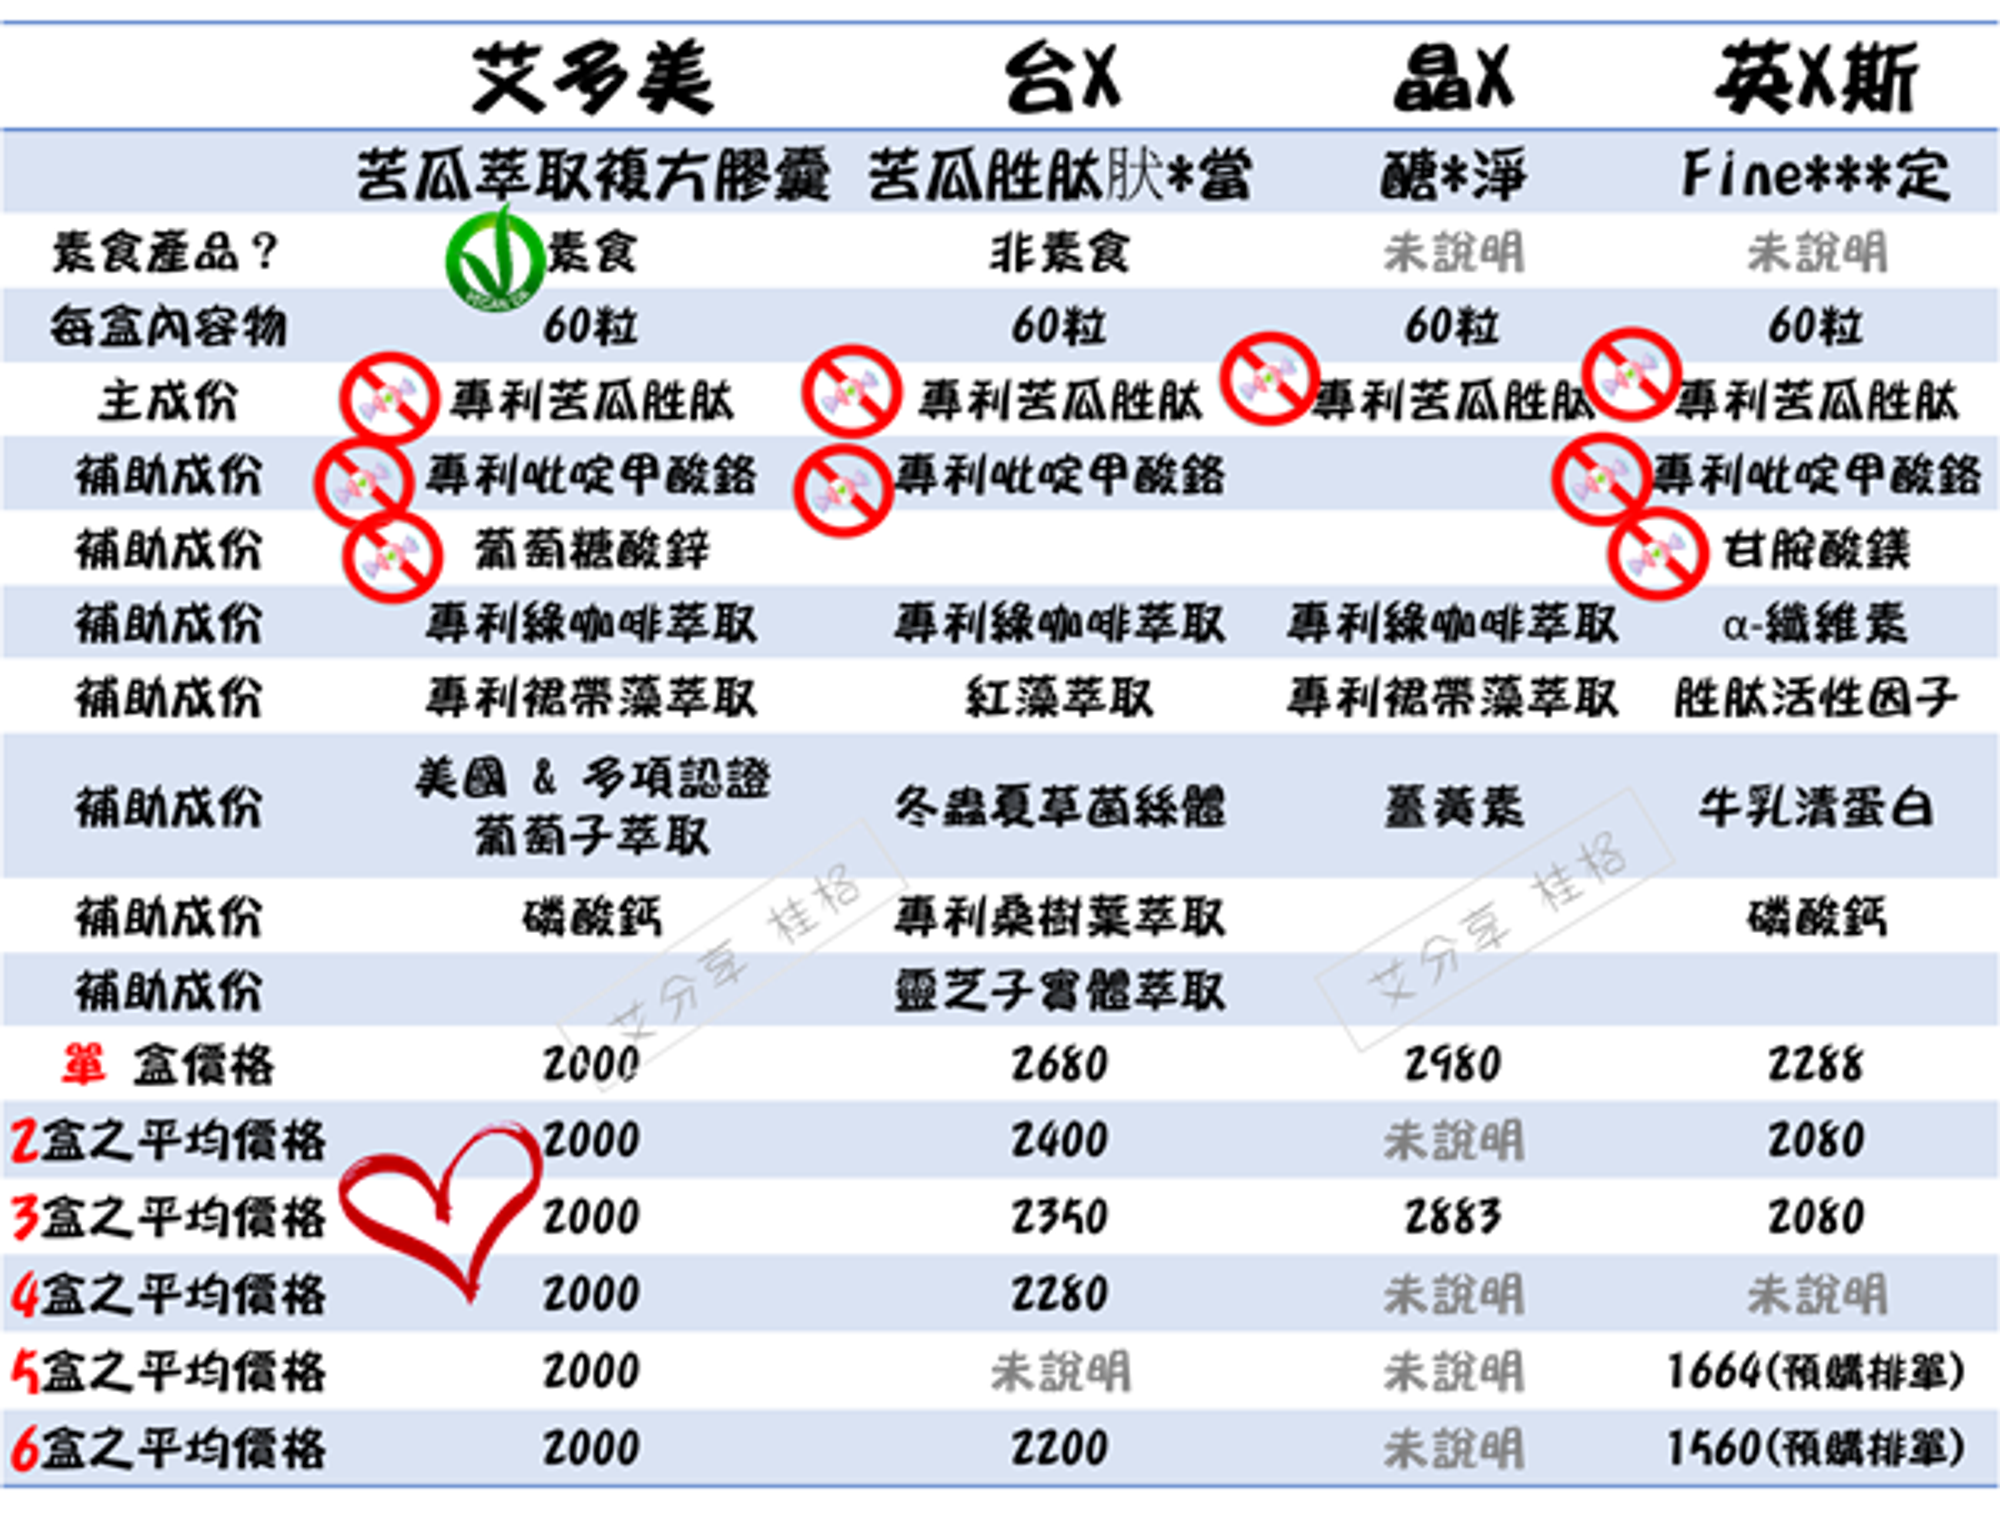 艾多美 台X 晶X 英X斯
苦瓜萃取複方膠囊 苦瓜胜肽肰*當 醣*淨 Fine***定
素食產品？ 素食 非素食 未說明 未說明
每盒內容物 60粒 60粒 60粒 60粒
主成份 專利苦瓜胜肽 專利苦瓜胜肽 專利苦瓜胜肽 專利苦瓜胜肽
補助成份 專利吡啶甲酸鉻 專利吡啶甲酸鉻 專利吡啶甲酸鉻
補助成份 葡萄糖酸鋅 甘胺酸鎂
補助成份 專利綠咖啡萃取 專利綠咖啡萃取 專利綠咖啡萃取 α-纖維素
補助成份 專利裙帶藻萃取 紅藻萃取 專利裙帶藻萃取 胜肽活性因子
美國 & 多項認證
補助成份 葡萄子萃取 冬蟲夏草菌絲體 薑黃素 牛乳清蛋白
補助成份 磷酸鈣 專利桑樹葉萃取 磷酸鈣
補助成份 靈芝子實體萃取
單 盒價格 2000 2680 2980 2288
2盒之平均價格 2000 2400 未說明 2080
3盒之平均價格 2000 2350 2883 2080
4盒之平均價格 2000 2280 未說明 未說明
5盒之平均價格 2000 未說明 未說明 1664(預購排單)
6盒之平均價格 2000 2200 未說明 1560(預購排單)
艾分享 桂格
艾分享 桂格